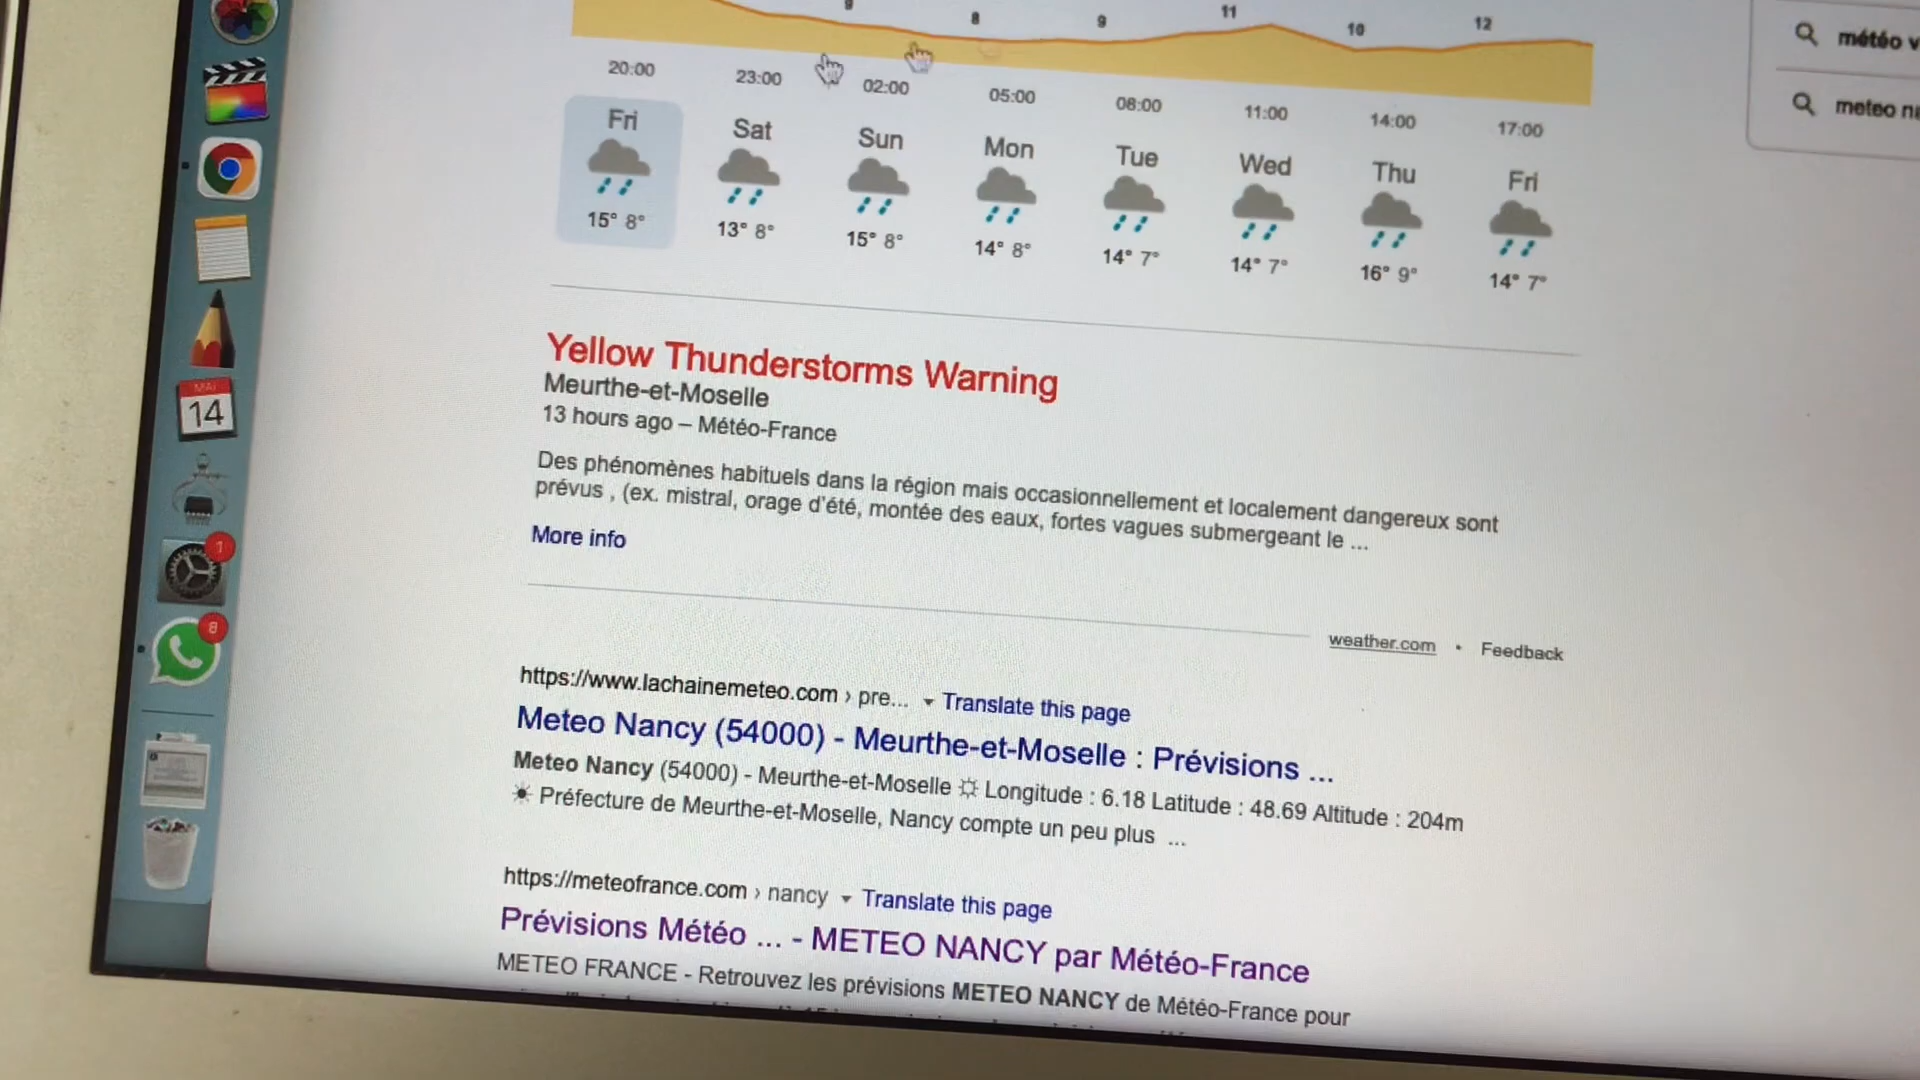 9 8 9 11 10 12
20:00 23:00 02:00 05:00 08:00 11:00 14:00 17:00
Fri Sat Sun Mon Tue Wed Thu Fri
15° 8° 13° 8° 15° 8° 14° 8° 14° 7° 14° 7° 16° 9° 14° 7°
météo v
meteo
Yellow Thunderstorms Warning
Meurthe-et-Moselle
13 hours ago – Météo-France
Des phénomènes habituels dans la région mais occasionnellement et localement dangereux sont
prévus , (ex. mistral, orage d'été, montée des eaux, fortes vagues submergeant le ...
More info
weather.com • Feedback
https://www.lachainemeteo.com › pre... Translate this page
Meteo Nancy (54000) - Meurthe-et-Moselle : Prévisions ...
Meteo Nancy (54000) - Meurthe-et-Moselle ☼ Longitude : 6.18 Latitude : 48.69 Altitude : 204m
☀ Préfecture de Meurthe-et-Moselle, Nancy compte un peu plus ...
https://meteofrance.com › nancy Translate this page
Prévisions Météo ... - METEO NANCY par Météo-France
METEO FRANCE - Retrouvez les prévisions METEO NANCY de Météo-France pour
MAI
14
1
8